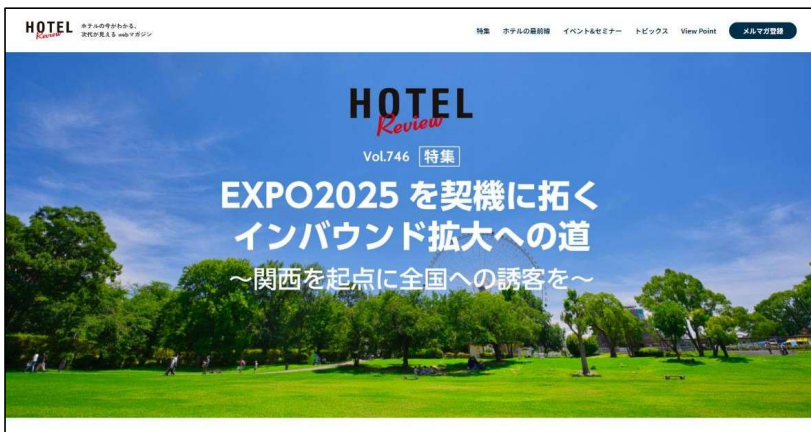 HOTEL
Review
ホテルの今がわかる、
次代が見える webマガジン
特集 ホテルの最前線 イベント&セミナー トピックス View Point メルマガ登録
HOTEL
Review
Vol.746 特集
EXPO2025 を契機に拓く
インバウンド拡大への道
～関西を起点に全国への誘客を～